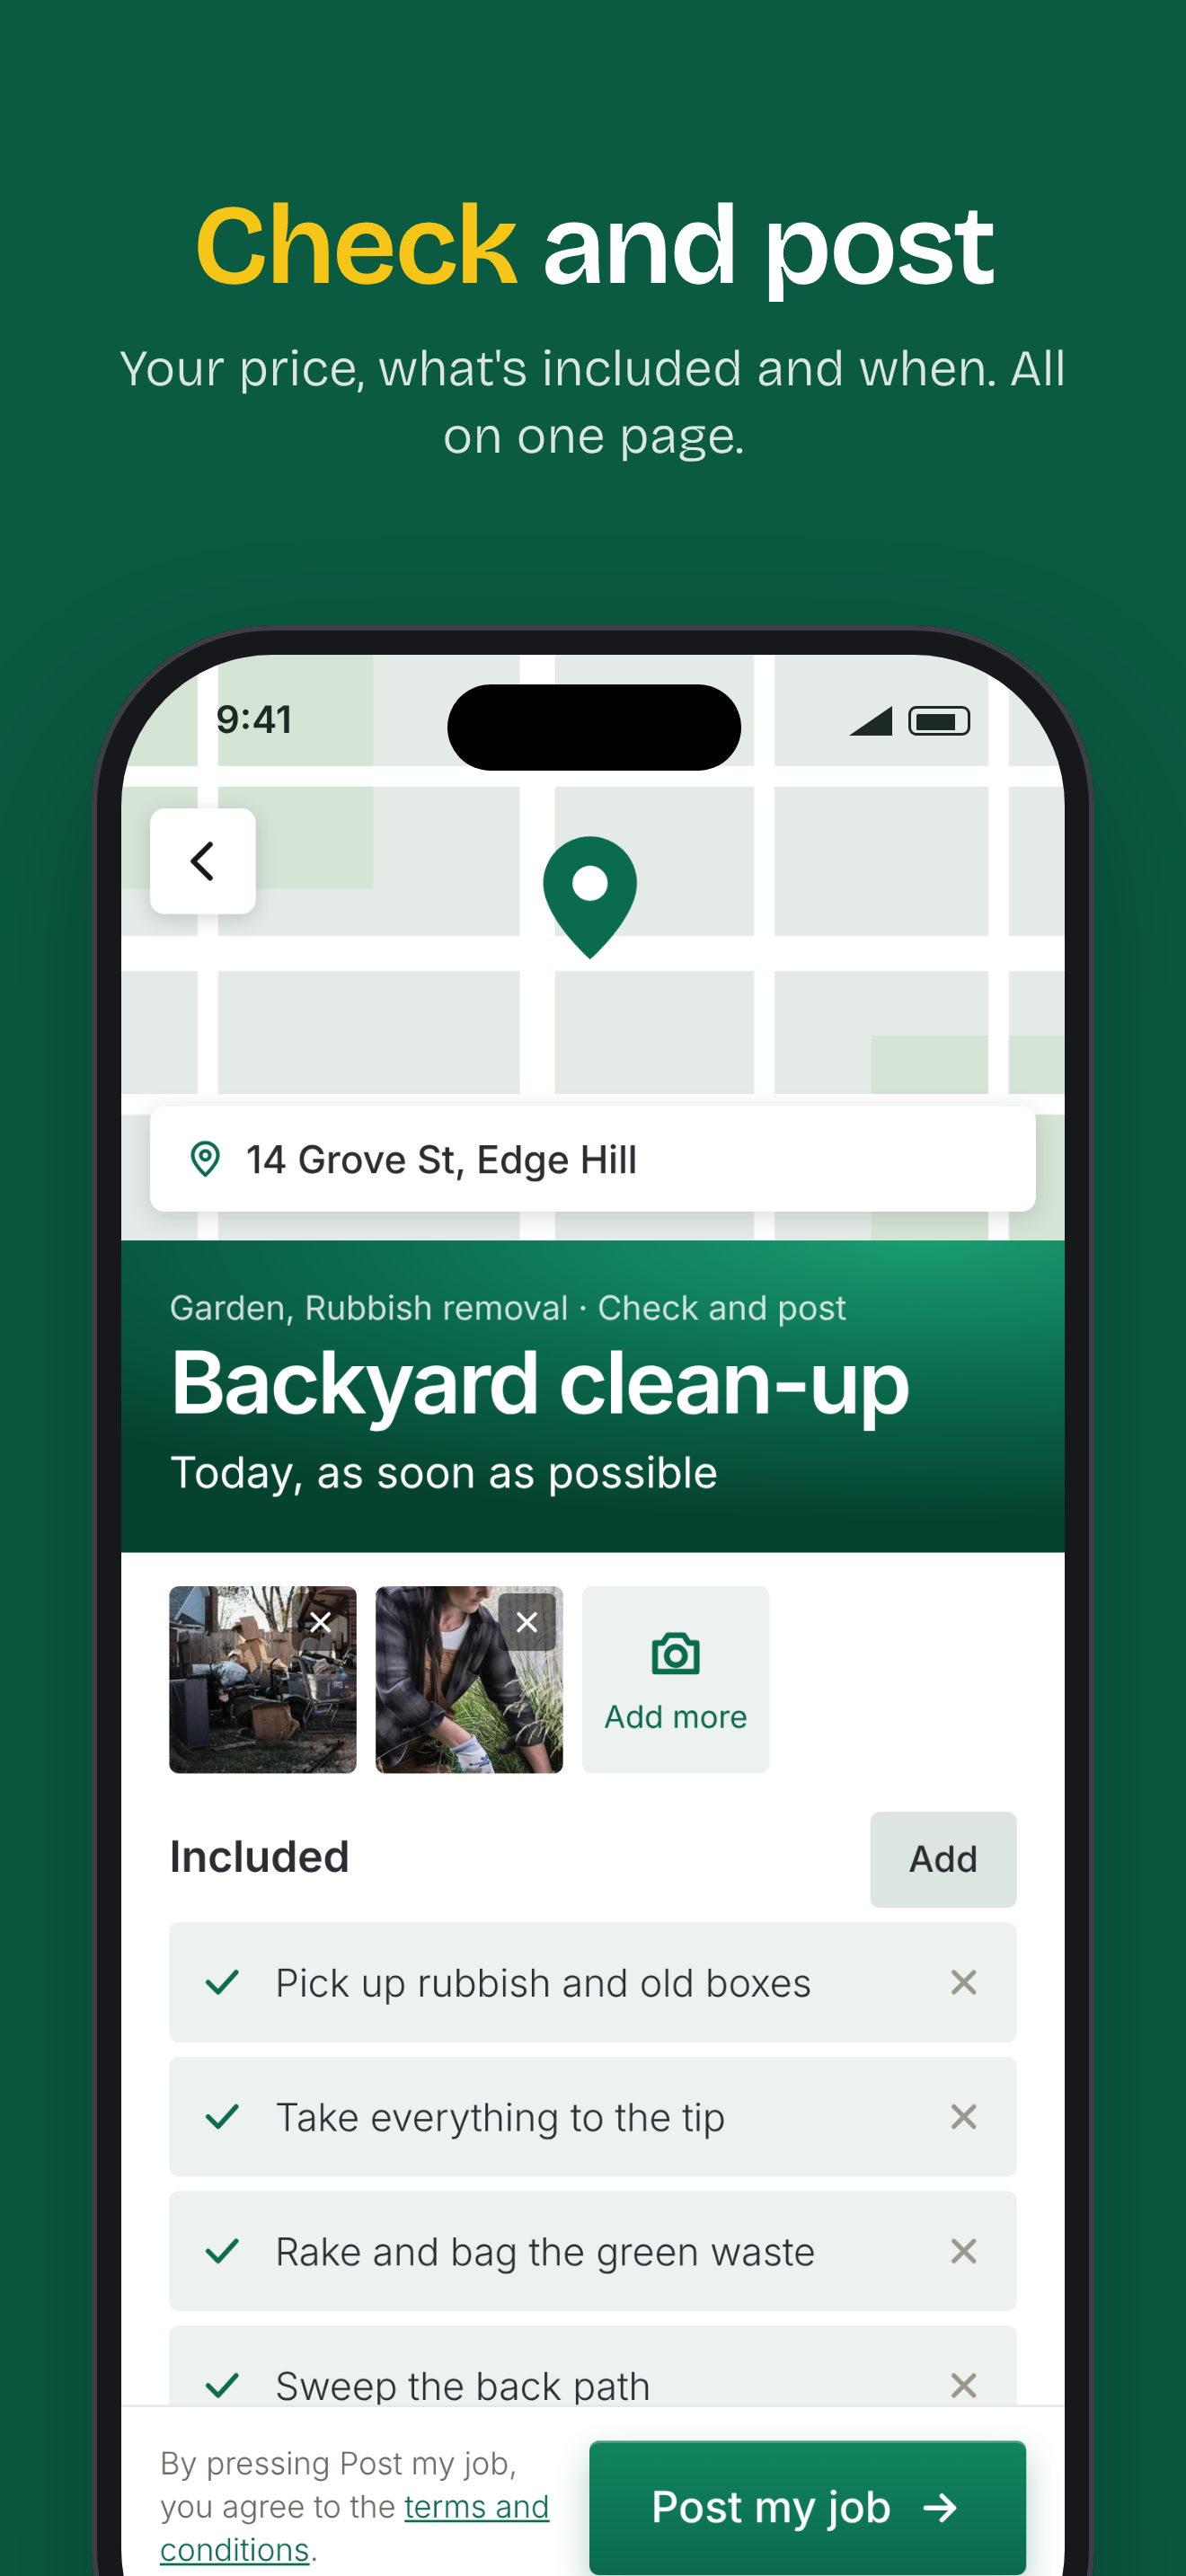 Check and post
Your price, what's included and when. All
on one page.
9:41
14 Grove St, Edge Hill
Garden, Rubbish removal · Check and post
Backyard clean-up
Today, as soon as possible
Add more
Included
Add
Pick up rubbish and old boxes
Take everything to the tip
Rake and bag the green waste
Sweep the back path
By pressing Post my job,
you agree to the terms and
conditions.
Post my job →